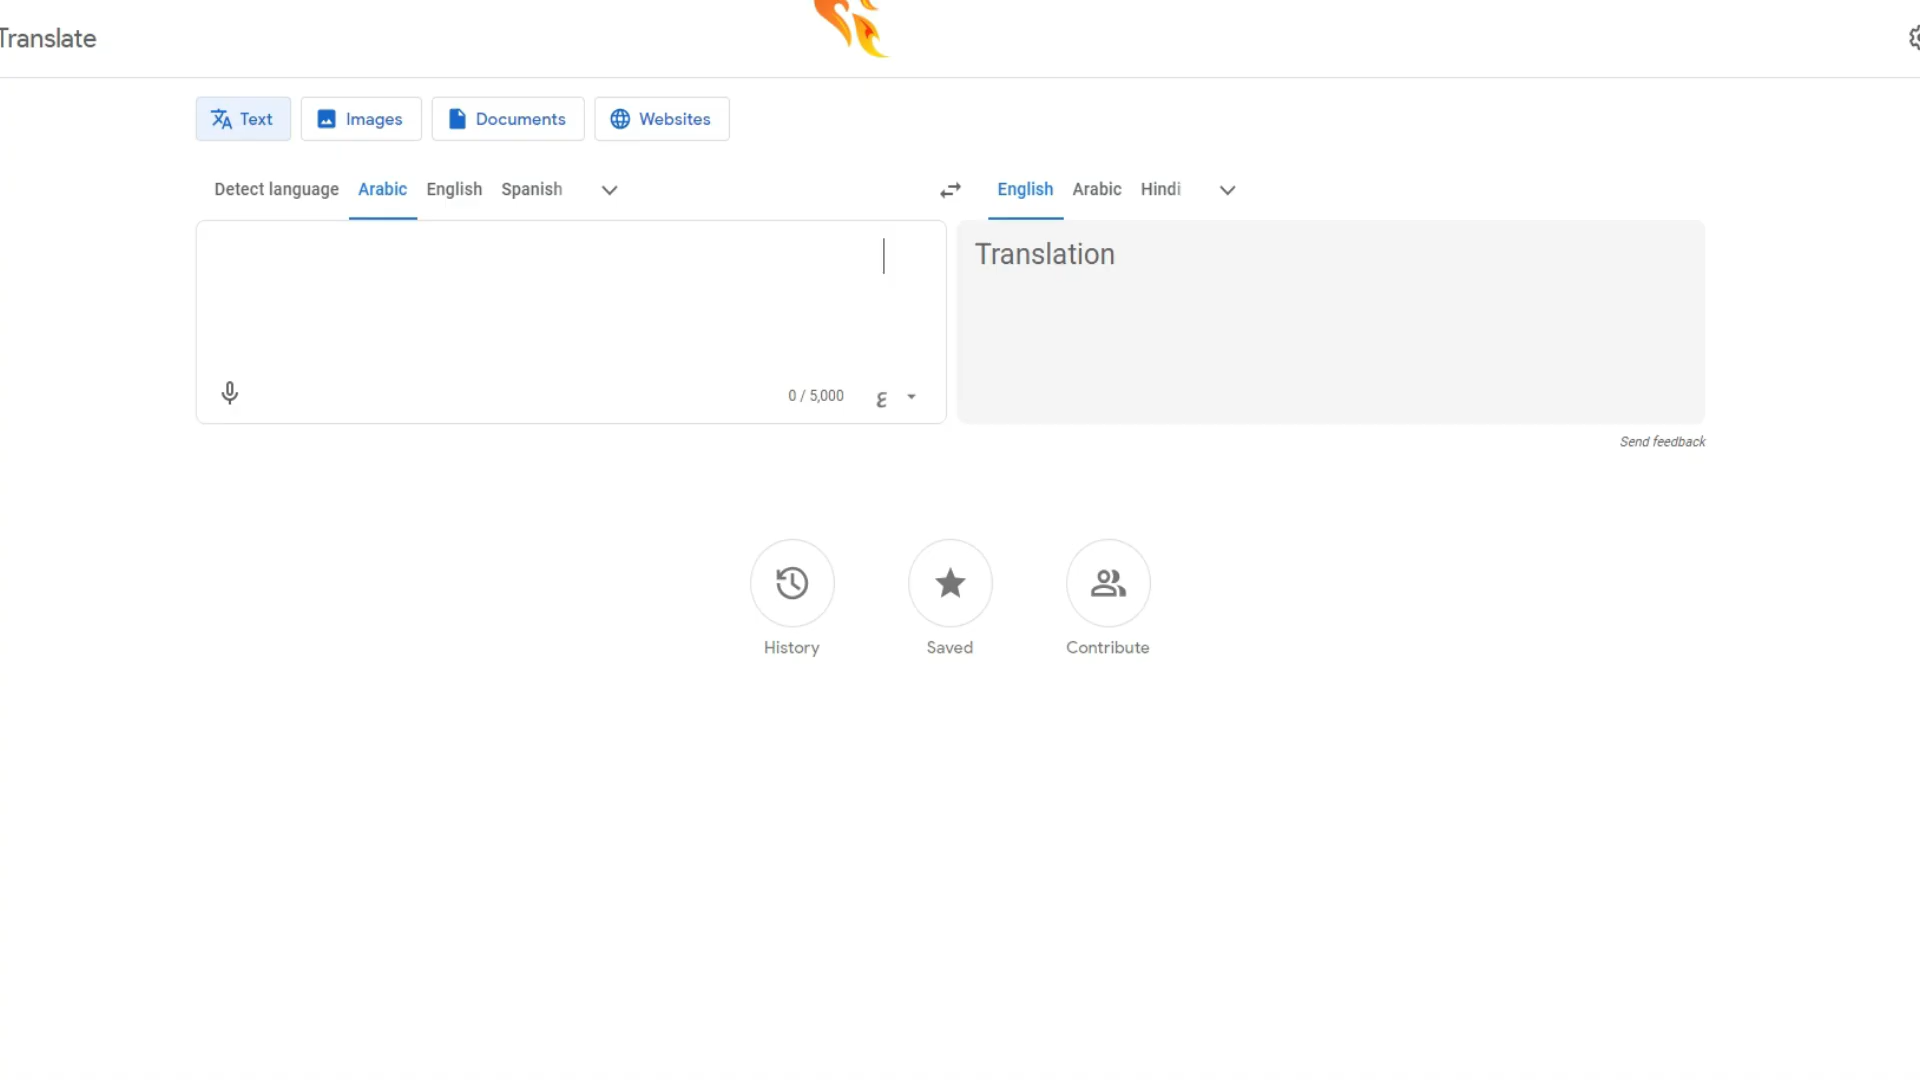 Translate
Text Images Documents Websites
Detect language Arabic English Spanish English Arabic Hindi
Translation
0 / 5,000 ع
Send feedback
History Saved Contribute